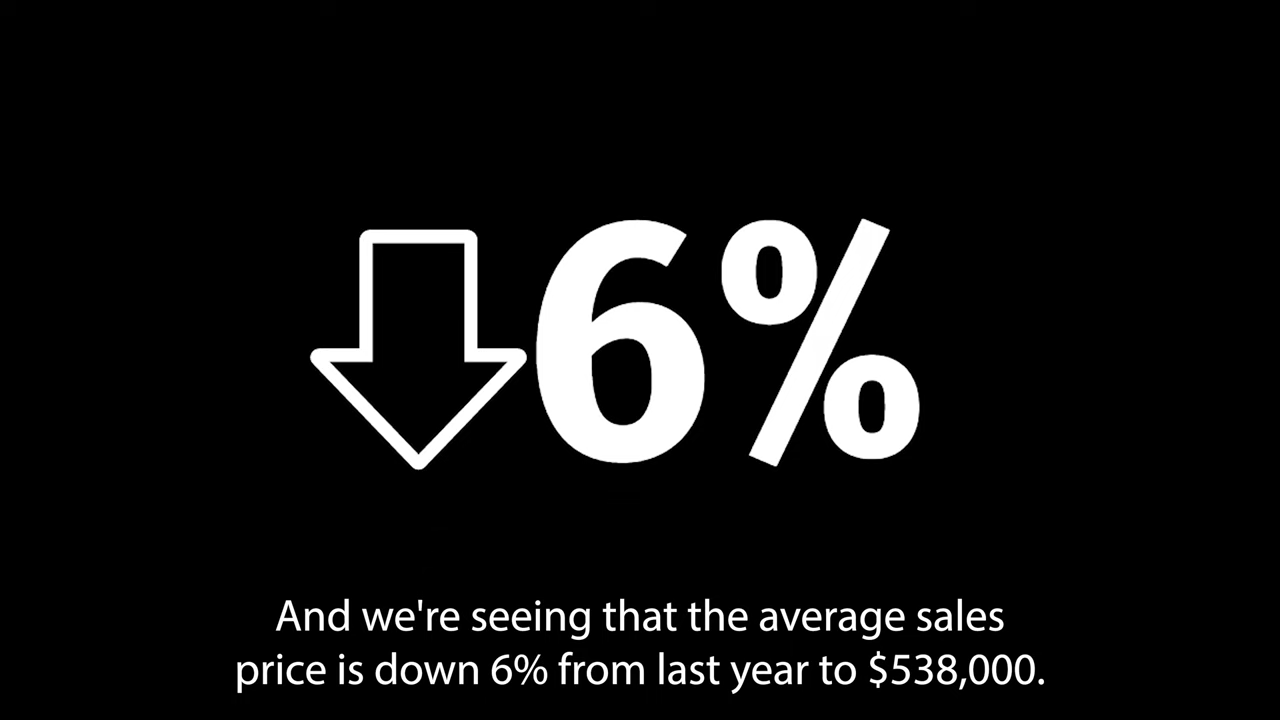 6%
And we're seeing that the average sales
price is down 6% from last year to $538,000.